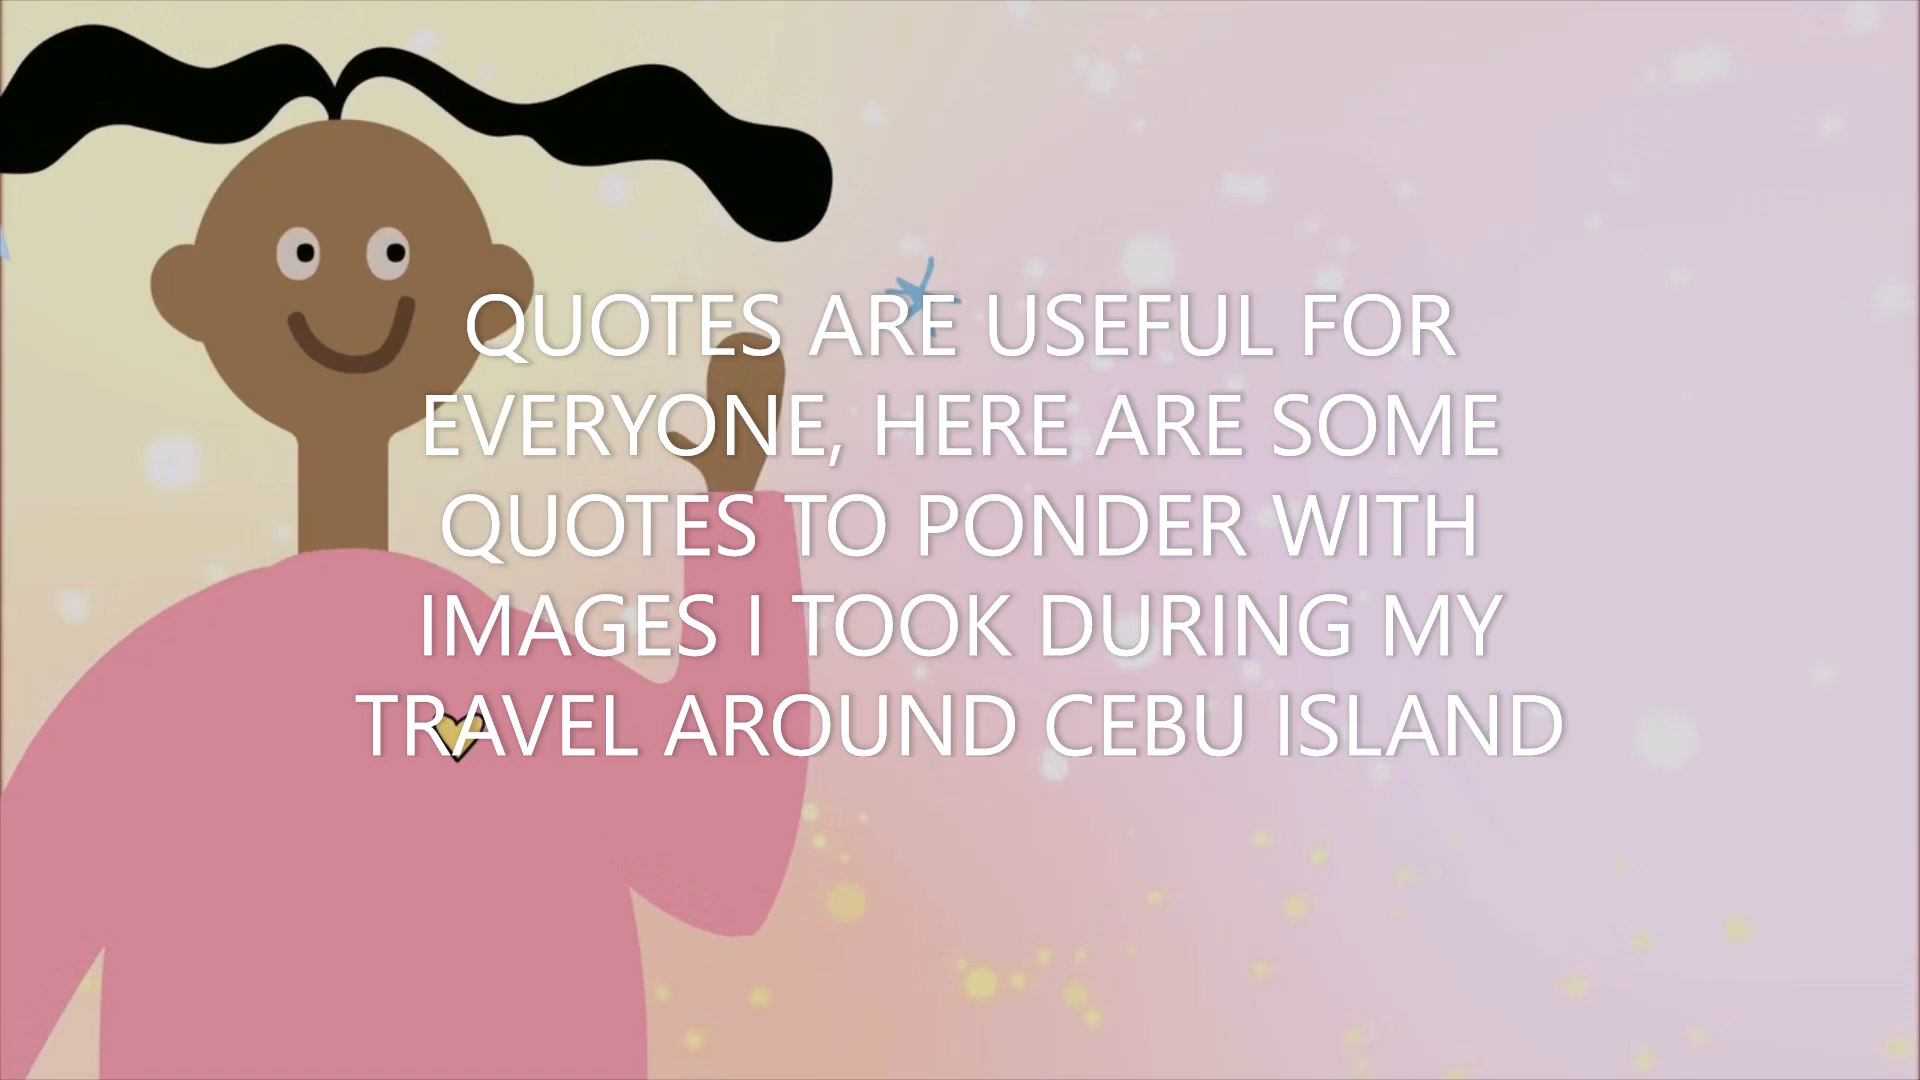 QUOTES ARE USEFUL FOR
EVERYONE, HERE ARE SOME
QUOTES TO PONDER WITH
IMAGES I TOOK DURING MY
TRAVEL AROUND CEBU ISLAND